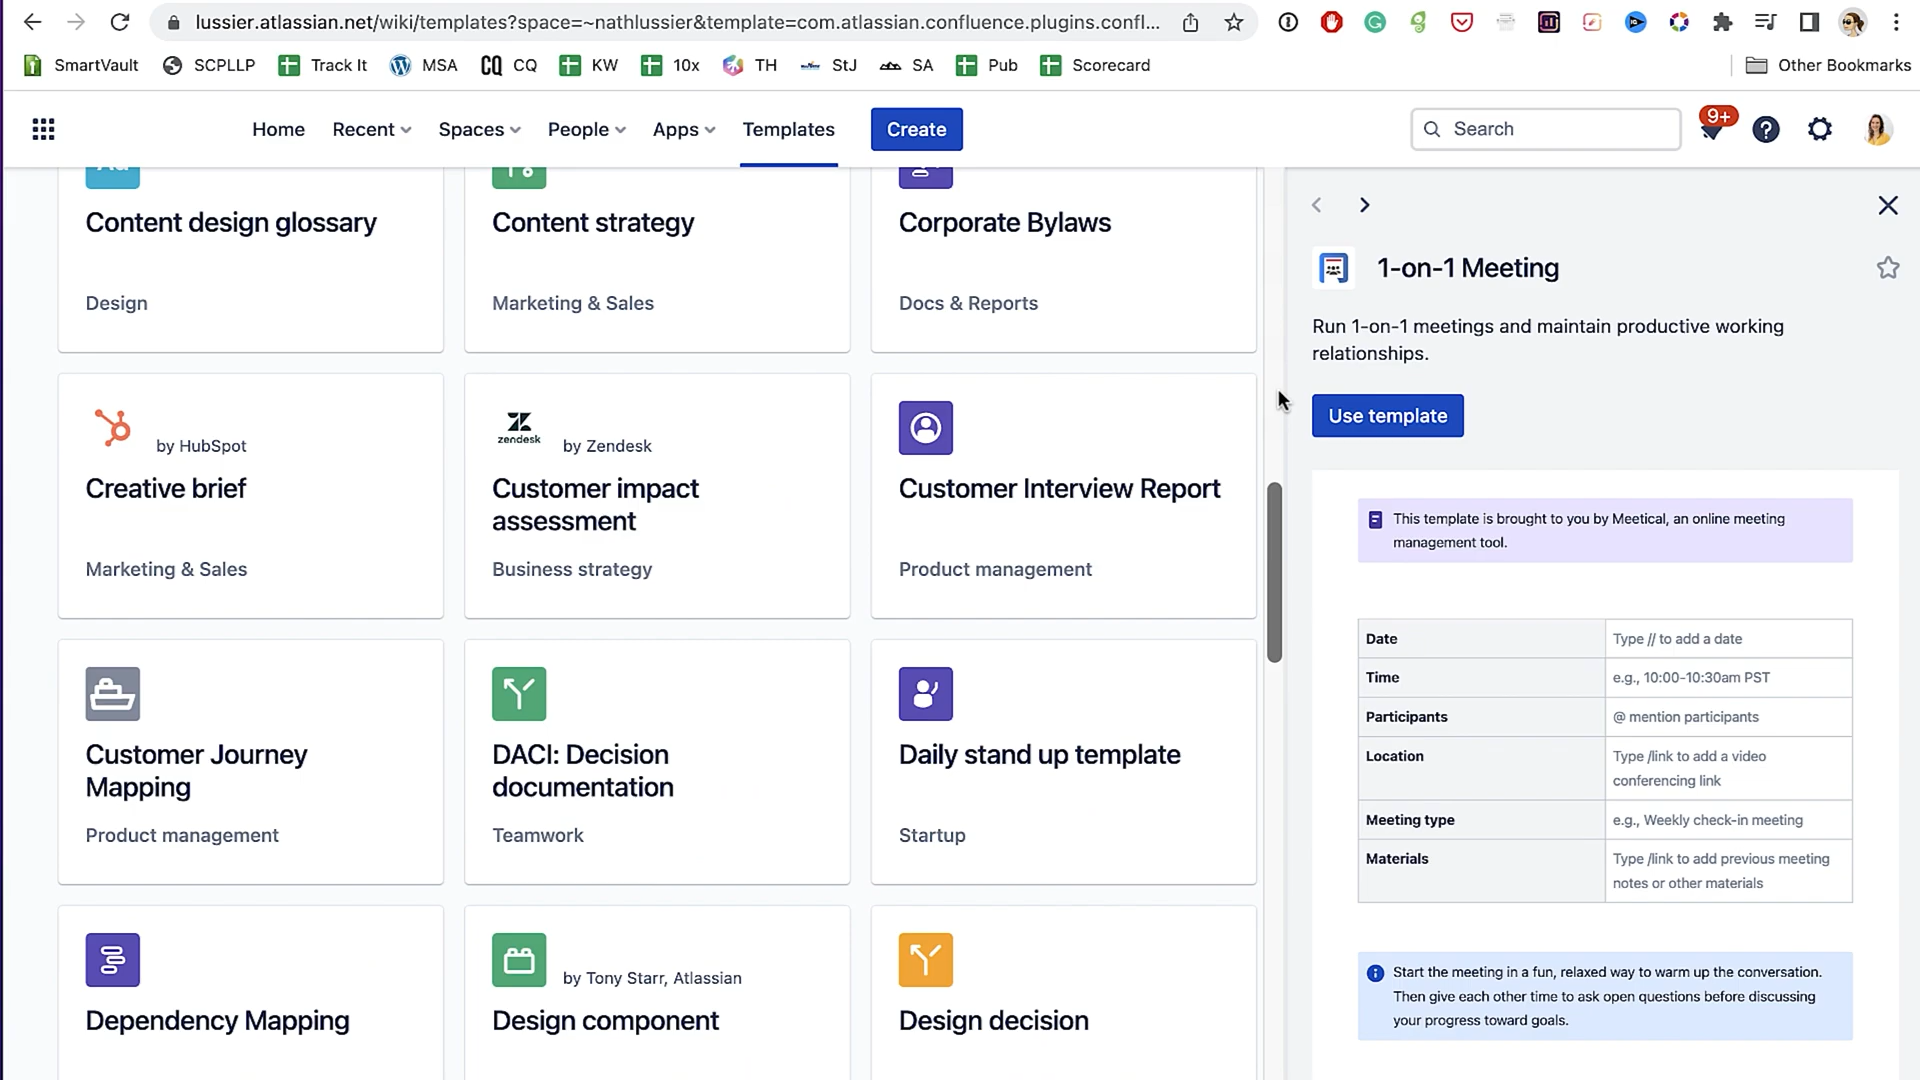 lussier.atlassian.net/wiki/templates?space=~nathlussier&template=com.atlassian.confluence.plugins.confl...
SmartVault SCPLLP Track It MSA CQ CQ KW 10x TH StJ SA Pub Scorecard Other Bookmarks
Home Recent Spaces People Apps Templates Create Search 9+
Content design glossary
Design
Content strategy
Marketing & Sales
Corporate Bylaws
Docs & Reports
by HubSpot
Creative brief
Marketing & Sales
zendesk
by Zendesk
Customer impact
assessment
Business strategy
Customer Interview Report
Product management
Customer Journey
Mapping
Product management
DACI: Decision
documentation
Teamwork
Daily stand up template
Startup
Dependency Mapping
by Tony Starr, Atlassian
Design component
Design decision
1-on-1 Meeting
Run 1-on-1 meetings and maintain productive working
relationships.
Use template
This template is brought to you by Meetical, an online meeting
management tool.
Date Type // to add a date
Time e.g., 10:00-10:30am PST
Participants @ mention participants
Location Type /link to add a video
conferencing link
Meeting type e.g., Weekly check-in meeting
Materials Type /link to add previous meeting
notes or other materials
Start the meeting in a fun, relaxed way to warm up the conversation.
Then give each other time to ask open questions before discussing
your progress toward goals.